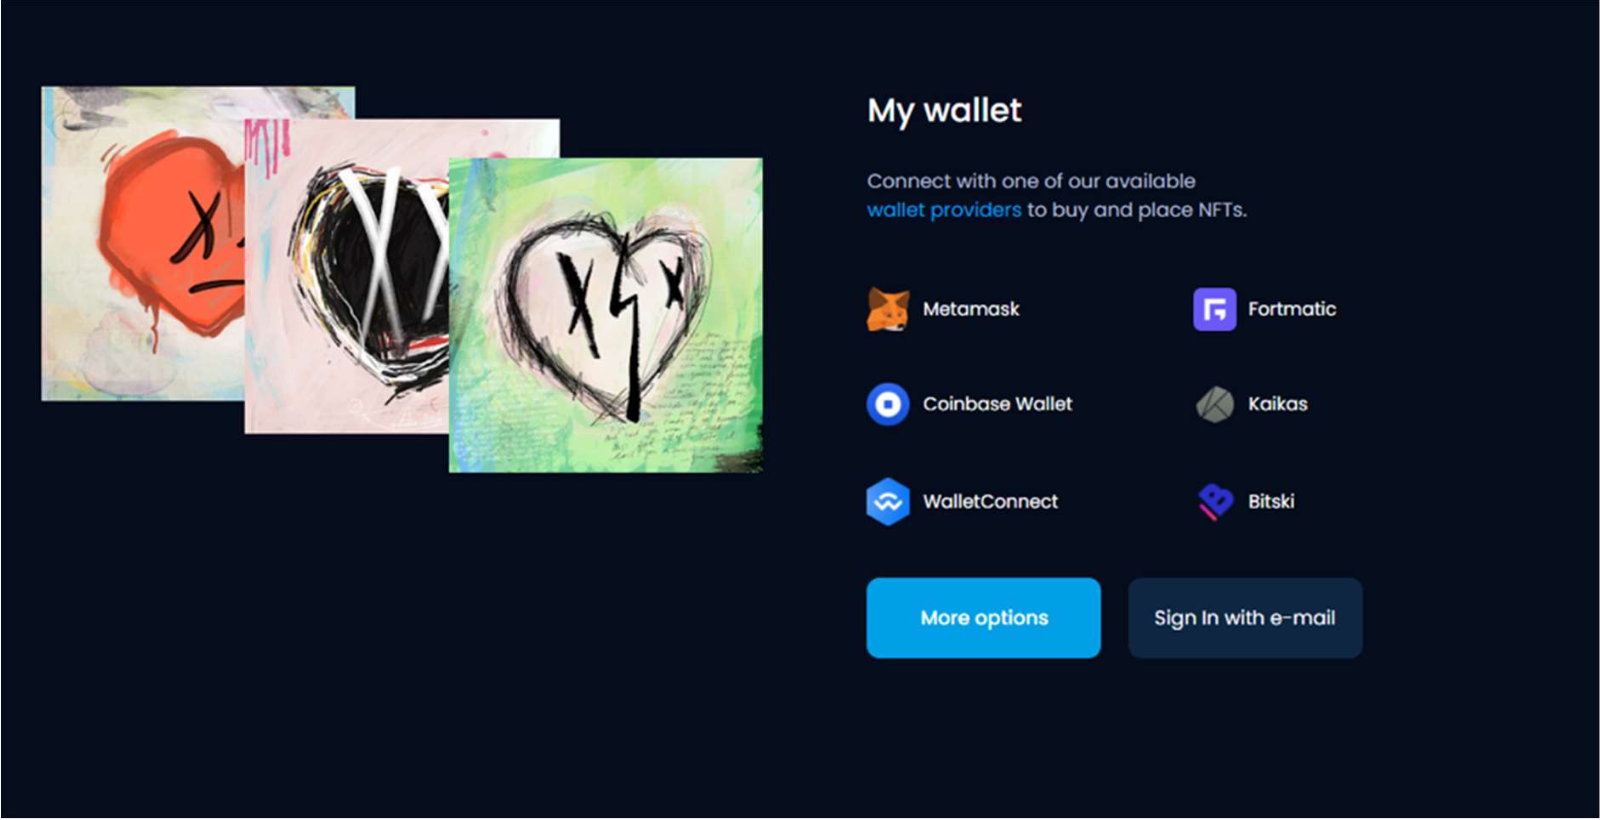 My wallet
Connect with one of our available
wallet providers to buy and place NFTs.
Metamask
Fortmatic
Coinbase Wallet
Kaikas
WalletConnect
Bitski
More options
Sign In with e-mail